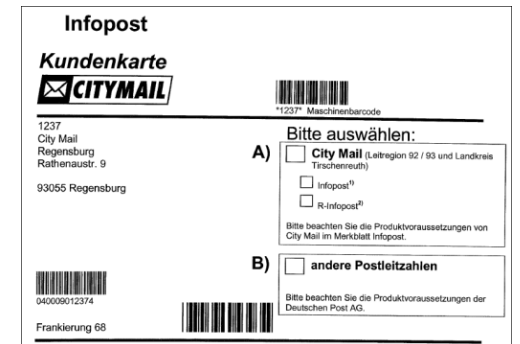 Infopost
Kundenkarte
CITYMAIL
*1237* Maschinenbarcode
1237
City Mail
Regensburg
Rathenaustr. 9
93055 Regensburg
Bitte auswählen:
A) City Mail (Leitregion 92 / 93 und Landkreis
Tirschenreuth)
Infopost¹⁾
R-Infopost²⁾
Bitte beachten Sie die Produktvoraussetzungen von
City Mail im Merkblatt Infopost.
B) andere Postleitzahlen
Bitte beachten Sie die Produktvoraussetzungen der
Deutschen Post AG.
040009012374
Frankierung 68